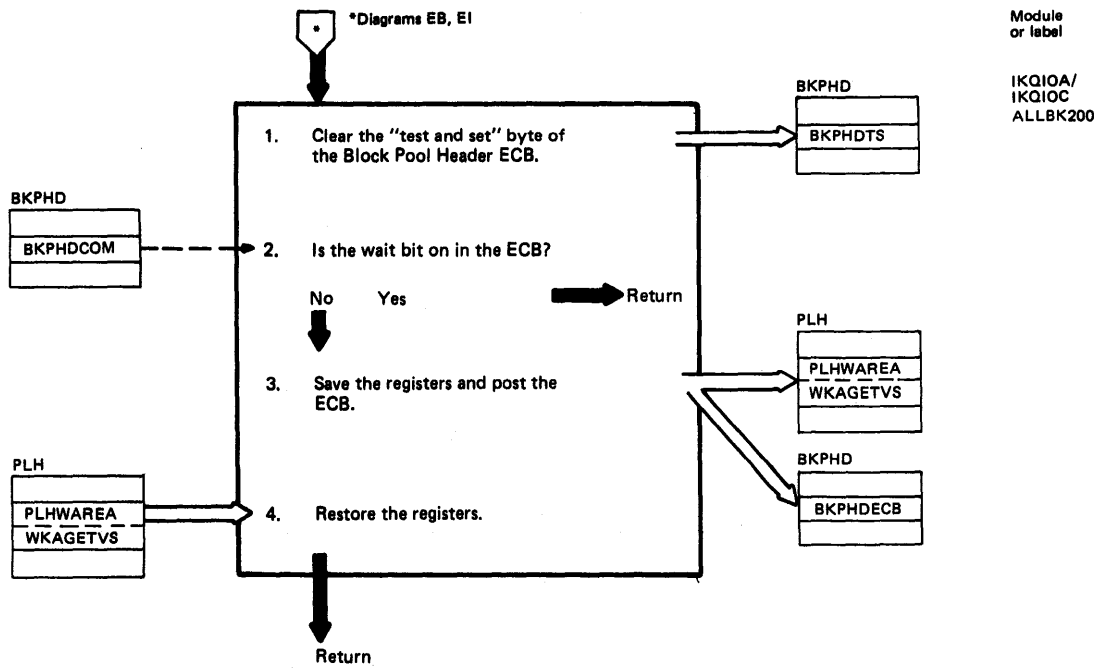 *
*Diagrams EB, EI
Module
or label
IKQIOA/
IKQIOC
ALLBK200
BKPHD
BKPHDTS
1. Clear the "test and set" byte of
the Block Pool Header ECB.
BKPHD
BKPHDCOM
2. Is the wait bit on in the ECB?
No Yes
Return
PLH
PLHWAREA
WKAGETVS
3. Save the registers and post the
ECB.
BKPHD
BKPHDECB
PLH
PLHWAREA
WKAGETVS
4. Restore the registers.
Return